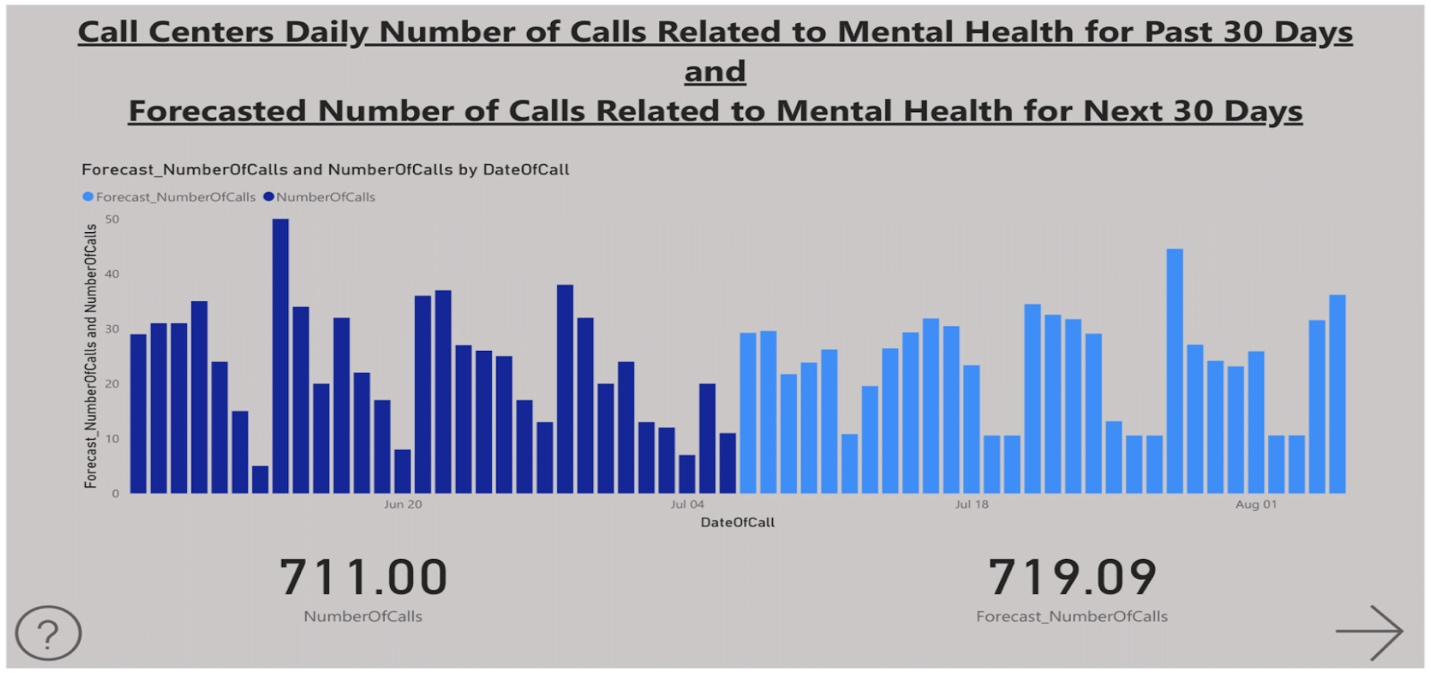 Call Centers Daily Number of Calls Related to Mental Health for Past 30 Days
and
Forecasted Number of Calls Related to Mental Health for Next 30 Days
Forecast_NumberOfCalls and NumberOfCalls by DateOfCall
Forecast_NumberOfCalls NumberOfCalls
Forecast_NumberOfCalls and NumberOfCalls
50
40
30
20
10
0
Jun 20 Jul 04 Jul 18 Aug 01
DateOfCall
711.00 719.09
NumberOfCalls Forecast_NumberOfCalls
?